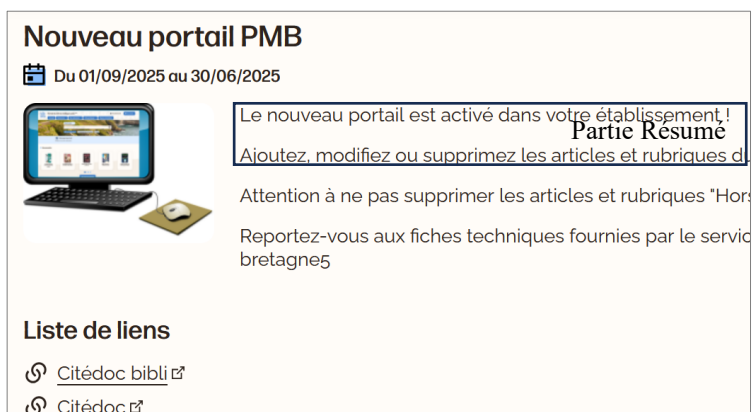 Nouveau portail PMB
Du 01/09/2025 au 30/06/2025
Le nouveau portail est activé dans votre établissement !
Partie Résumé
Ajoutez, modifiez ou supprimez les articles et rubriques
Attention à ne pas supprimer les articles et rubriques
Reportez-vous aux fiches techniques fournies par le
bretagne5
Liste de liens
Citédoc bibli
Citédoc